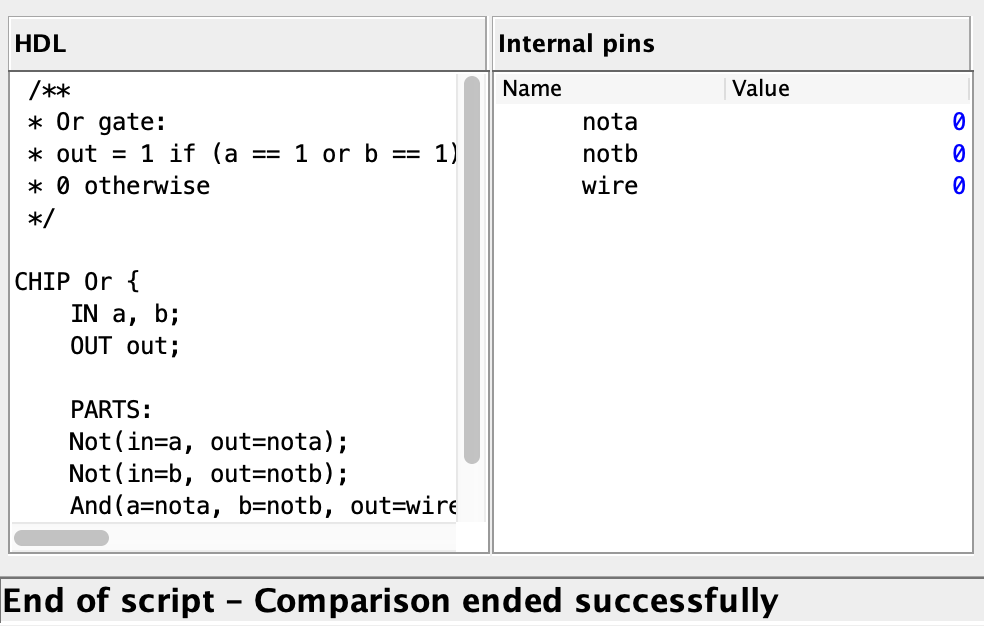 HDL
/**
* Or gate:
* out = 1 if (a == 1 or b == 1)
* 0 otherwise
*/
CHIP Or {
IN a, b;
OUT out;
PARTS:
Not(in=a, out=nota);
Not(in=b, out=notb);
And(a=nota, b=notb, out=wire
Internal pins
Name Value
nota 0
notb 0
wire 0
End of script – Comparison ended successfully